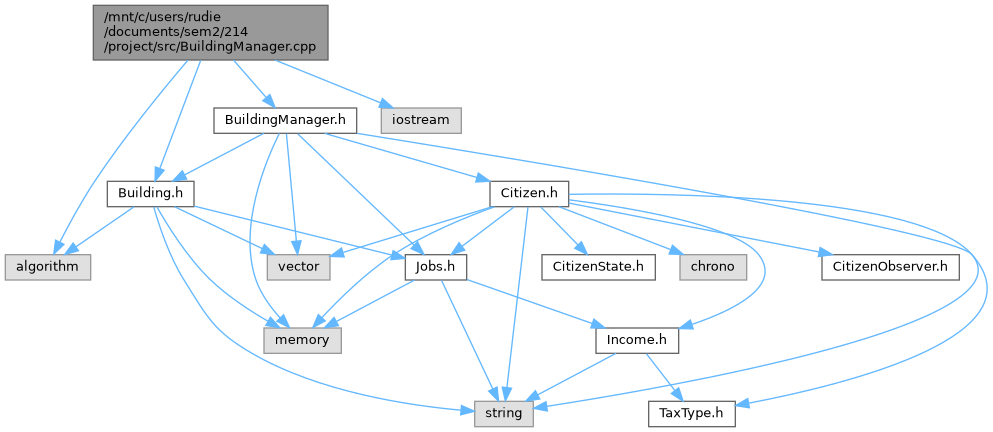 /mnt/c/users/rudie
/documents/sem2/214
/project/src/BuildingManager.cpp
BuildingManager.h
iostream
Building.h
Citizen.h
algorithm
vector
Jobs.h
CitizenState.h
chrono
CitizenObserver.h
memory
Income.h
string
TaxType.h